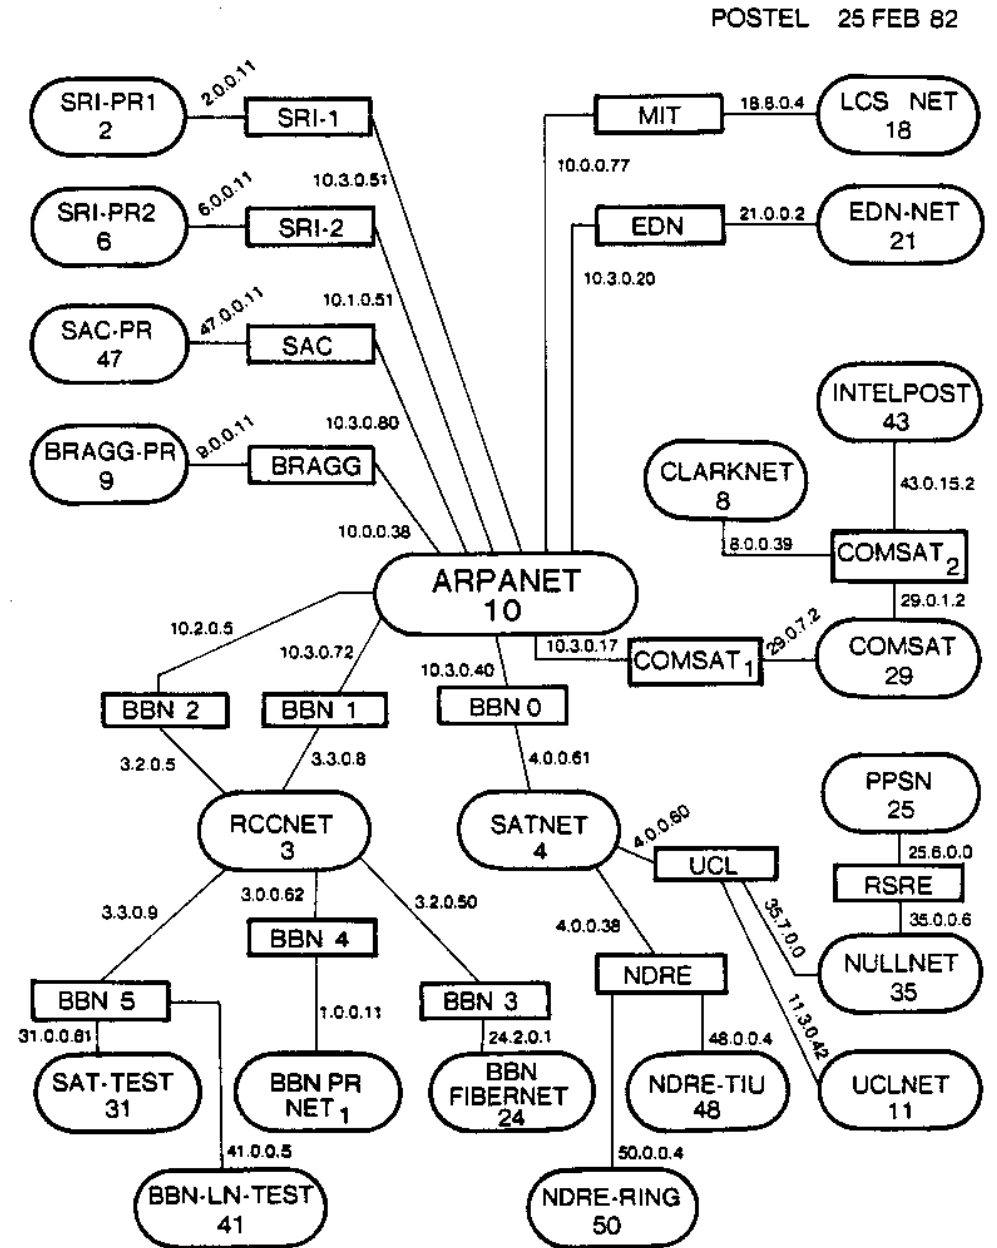 POSTEL 25 FEB 82
SRI-PR1
2
2.0.0.11
SRI-1
10.3.0.51
MIT
18.8.0.4
LCS NET
18
10.0.0.77
SRI-PR2
6
6.0.0.11
SRI-2
10.1.0.51
EDN
21.0.0.2
EDN-NET
21
10.3.0.20
SAC-PR
47
47.0.0.11
SAC
10.3.0.80
INTELPOST
43
43.0.15.2
BRAGG-PR
9
9.0.0.11
BRAGG
10.0.0.38
CLARKNET
8
8.0.0.39
COMSAT 2
29.0.1.2
ARPANET
10
10.2.0.5
10.3.0.72
10.3.0.40
10.3.0.17
COMSAT 1
29.0.7.2
COMSAT
29
BBN 2
BBN 1
BBN 0
3.2.0.5
3.3.0.8
4.0.0.61
RCCNET
3
SATNET
4
4.0.0.60
UCL
PPSN
25
25.6.0.0
RSRE
35.0.0.6
3.3.0.9
3.0.0.62
3.2.0.50
4.0.0.38
35.7.0.0
BBN 4
NDRE
NULLNET
35
BBN 5
1.0.0.11
BBN 3
11.3.0.42
31.0.0.61
24.2.0.1
48.0.0.4
SAT-TEST
31
BBN PR
NET 1
BBN
FIBERNET
24
NDRE-TIU
48
UCLNET
11
41.0.0.5
50.0.0.4
BBN-LN-TEST
41
NDRE-RING
50